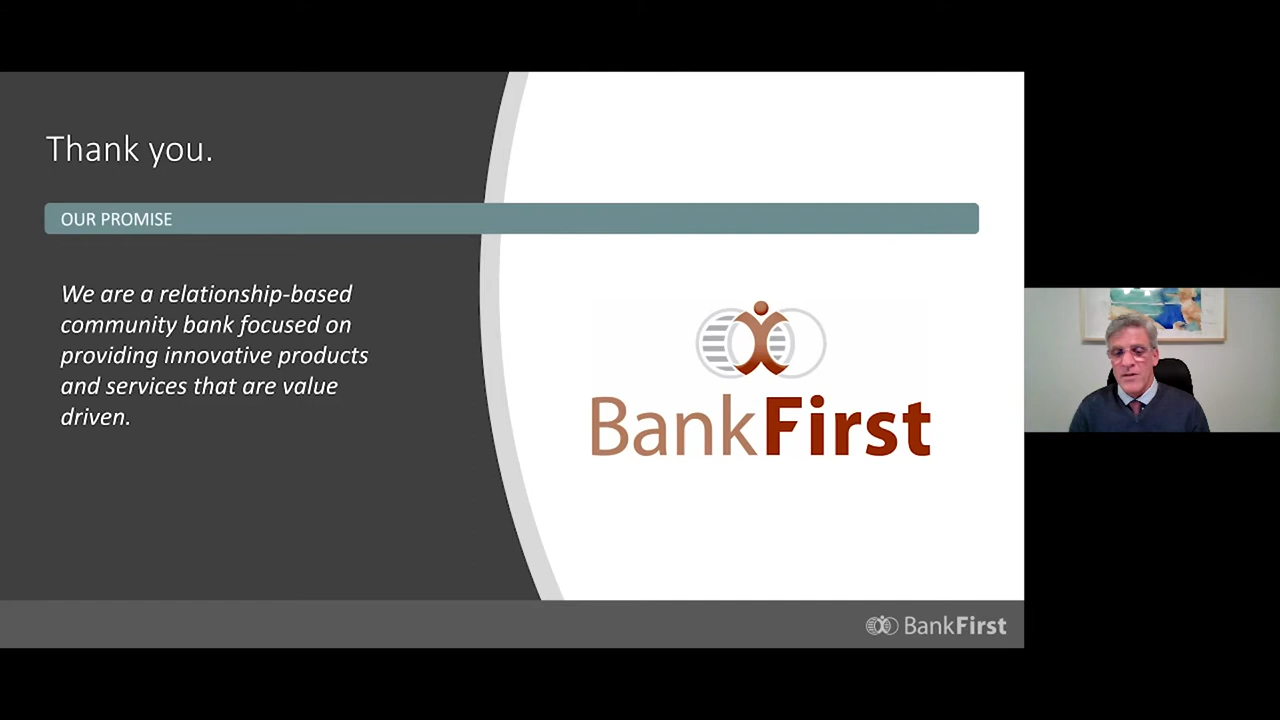 Thank you.
OUR PROMISE
We are a relationship-based
community bank focused on
providing innovative products
and services that are value
driven.
BankFirst
BankFirst